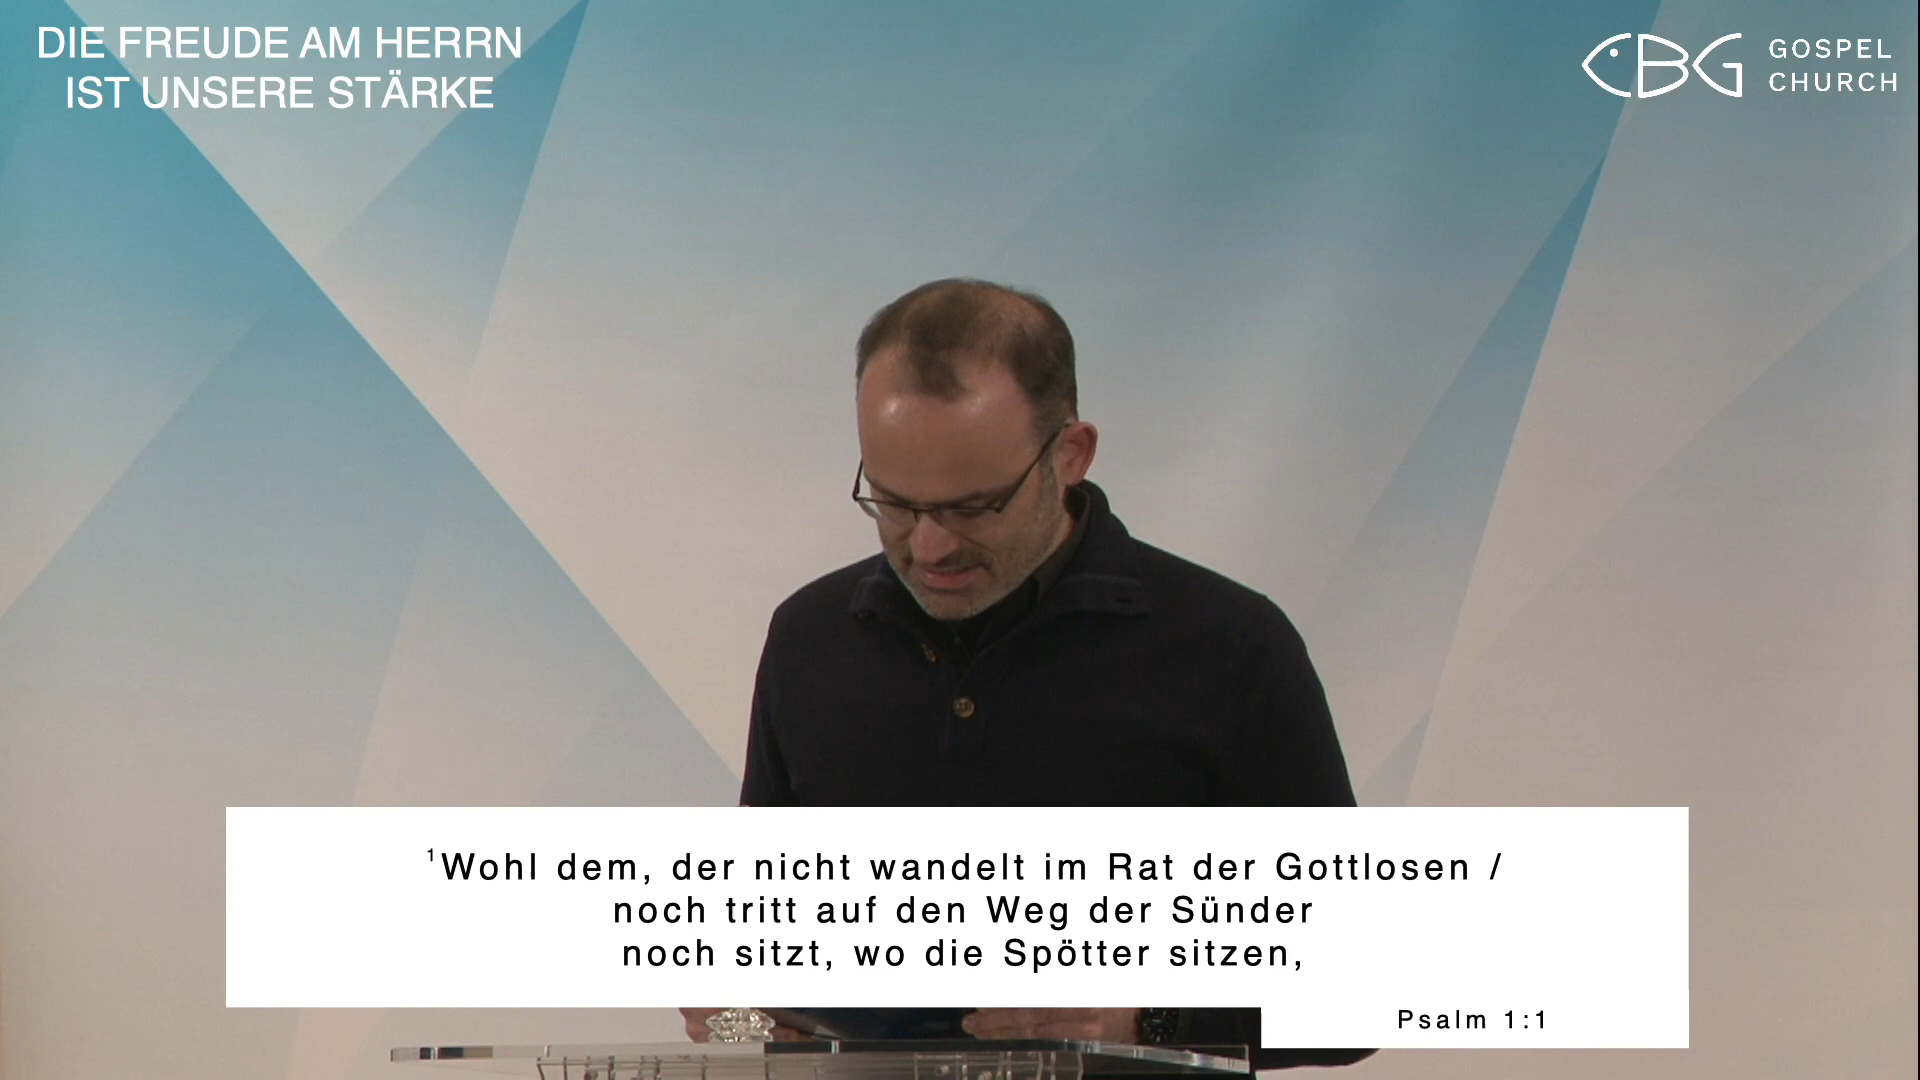 DIE FREUDE AM HERRN
IST UNSERE STÄRKE
CBG
GOSPEL
CHURCH
¹Wohl dem, der nicht wandelt im Rat der Gottlosen /
noch tritt auf den Weg der Sünder
noch sitzt, wo die Spötter sitzen,
Psalm 1:1